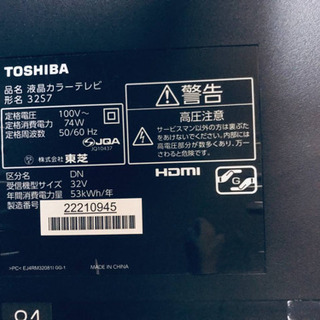 TOSHIBA
品名 液晶カラーテレビ
形名 32S7
定格電圧: 100V～
定格消費電力: 74W
定格周波数: 50/60 Hz
JQA
JQ10437
株式会社 東芝
区分: DN
受信機型サイズ: 32V
年間消費電力量: 53kWh/年
製造番号:
22210945
警告
高圧注意
サービスマン以外の方は裏ぶたをあけないでください。内部には高電圧部分が数多くあり、万一さわると危険です。
HDMI
G
MADE IN CHINA